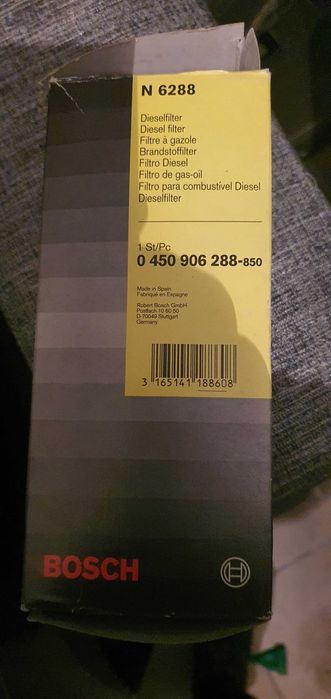 N 6288
Dieselfilter
Diesel filter
Filtre à gazole
Brandstoffilter
Filtro Diesel
Filtro de gas-oil
Filtro para combustível Diesel
Dieselfilter
1 St/Pc
0 450 906 288-850
Made in Spain
Fabriqué en Espagne
Robert Bosch GmbH
Postfach 10 60 50
D-70049 Stuttgart
Germany
3 165141 188608
BOSCH